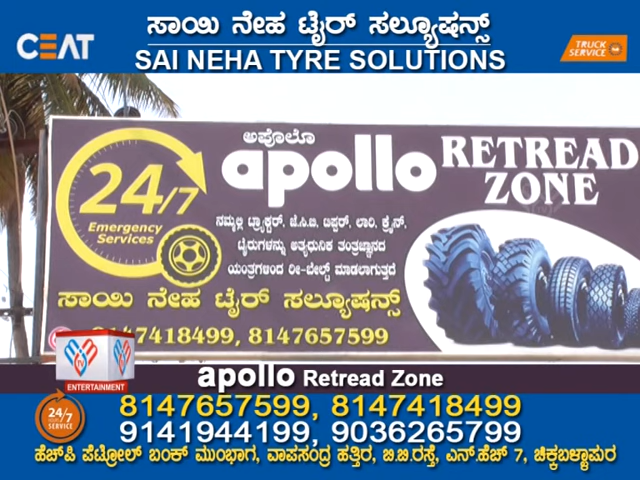 CEAT
ಸಾಯಿ ನೇಹ ಟೈರ್ ಸಲ್ಯೂಷನ್ಸ್
SAI NEHA TYRE SOLUTIONS
TRUCK SERVICE
24/7
Emergency
Services
ಅಪೊಲೊ
apollo
RETREAD
ZONE
ನಮ್ಮಲ್ಲಿ ಟ್ರ್ಯಾಕ್ಟರ್, ಜೆ.ಸಿ.ಬಿ, ಟಿಪ್ಪರ್, ಲಾರಿ, ಕ್ರೈನ್,
ಟೈರುಗಳನ್ನು ಅತ್ಯಧುನಿಕ ತಂತ್ರಜ್ಞಾನದ
ಯಂತ್ರಗಳಿಂದ ರೀ-ಬೇಲ್ಟ್ ಮಾಡಲಾಗುತ್ತದೆ
ಸಾಯಿ ನೇಹ ಟೈರ್ ಸಲ್ಯೂಷನ್ಸ್
8147418499, 8147657599
TV
ENTERTAINMENT
apollo Retread Zone
24/7
SERVICE
8147657599, 8147418499
9141944199, 9036265799
ಹೆಚ್‌ಪಿ ಪೆಟ್ರೋಲ್ ಬಂಕ್ ಮುಂಭಾಗ, ವಾಪಸಂದ್ರ ಹತ್ತಿರ, ಬಿ.ಬಿ.ರಸ್ತೆ, ಎನ್.ಹೆಚ್ 7, ಚಿಕ್ಕಬಳ್ಳಾಪುರ